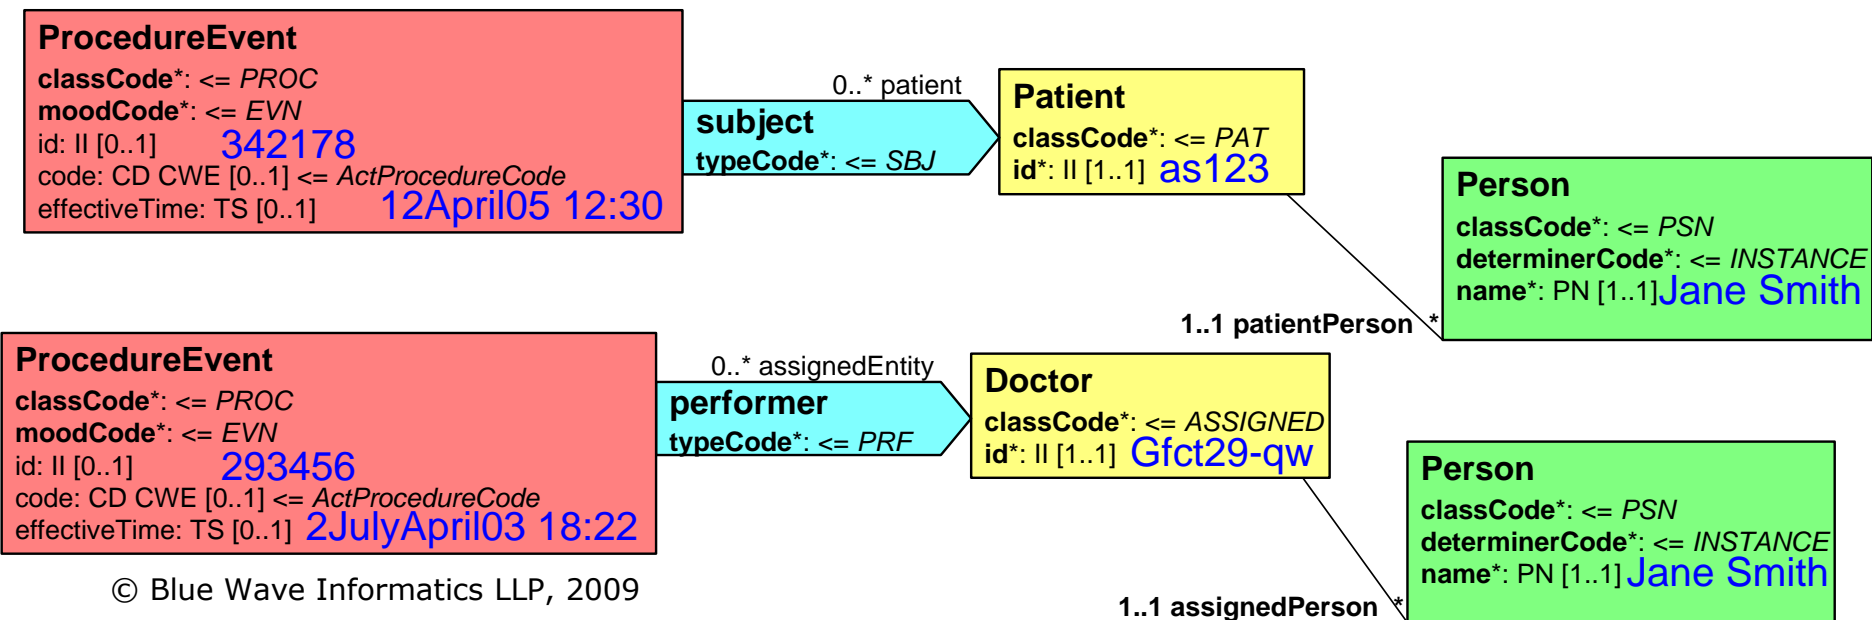 ProcedureEvent
classCode*: <= PROC
moodCode*: <= EVN
id: II [0..1] 342178
code: CD CWE [0..1] <= ActProcedureCode
effectiveTime: TS [0..1] 12April05 12:30
0..* patient
subject
typeCode*: <= SBJ
Patient
classCode*: <= PAT
id*: II [1..1] as123
Person
classCode*: <= PSN
determinerCode*: <= INSTANCE
name*: PN [1..1] Jane Smith
1..1 patientPerson *
ProcedureEvent
classCode*: <= PROC
moodCode*: <= EVN
id: II [0..1] 293456
code: CD CWE [0..1] <= ActProcedureCode
effectiveTime: TS [0..1] 2JulyApril03 18:22
0..* assignedEntity
performer
typeCode*: <= PRF
Doctor
classCode*: <= ASSIGNED
id*: II [1..1] Gfct29-qw
Person
classCode*: <= PSN
determinerCode*: <= INSTANCE
name*: PN [1..1] Jane Smith
1..1 assignedPerson *
© Blue Wave Informatics LLP, 2009